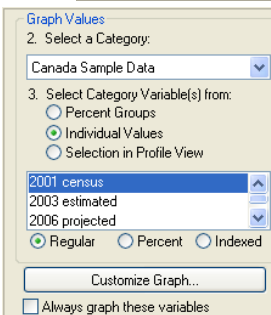 Graph Values
2. Select a Category:
Canada Sample Data
3. Select Category Variable(s) from:
Percent Groups
Individual Values
Selection in Profile View
2001 census
2003 estimated
2006 projected
Regular Percent Indexed
Customize Graph...
Always graph these variables